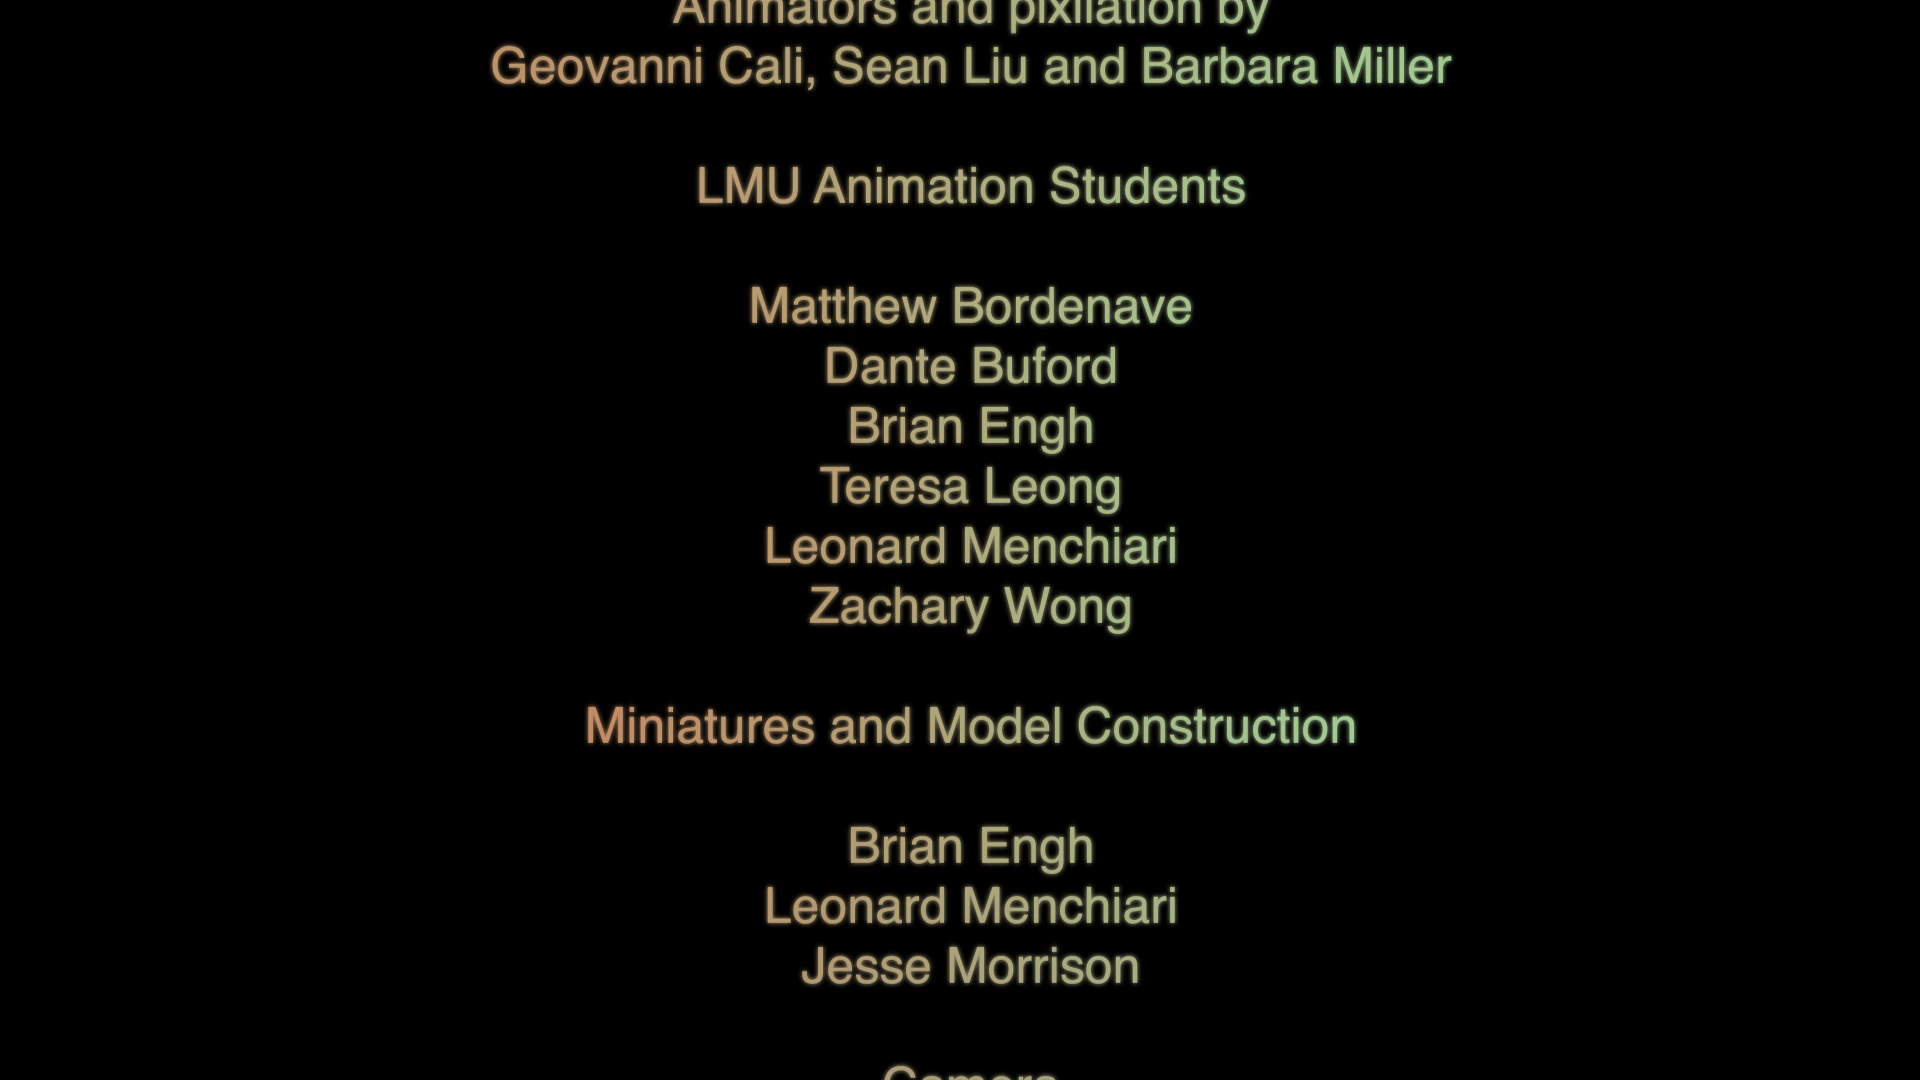 Animators and pixilation by
Geovanni Cali, Sean Liu and Barbara Miller
LMU Animation Students
Matthew Bordenave
Dante Buford
Brian Engh
Teresa Leong
Leonard Menchiari
Zachary Wong
Miniatures and Model Construction
Brian Engh
Leonard Menchiari
Jesse Morrison
Camera